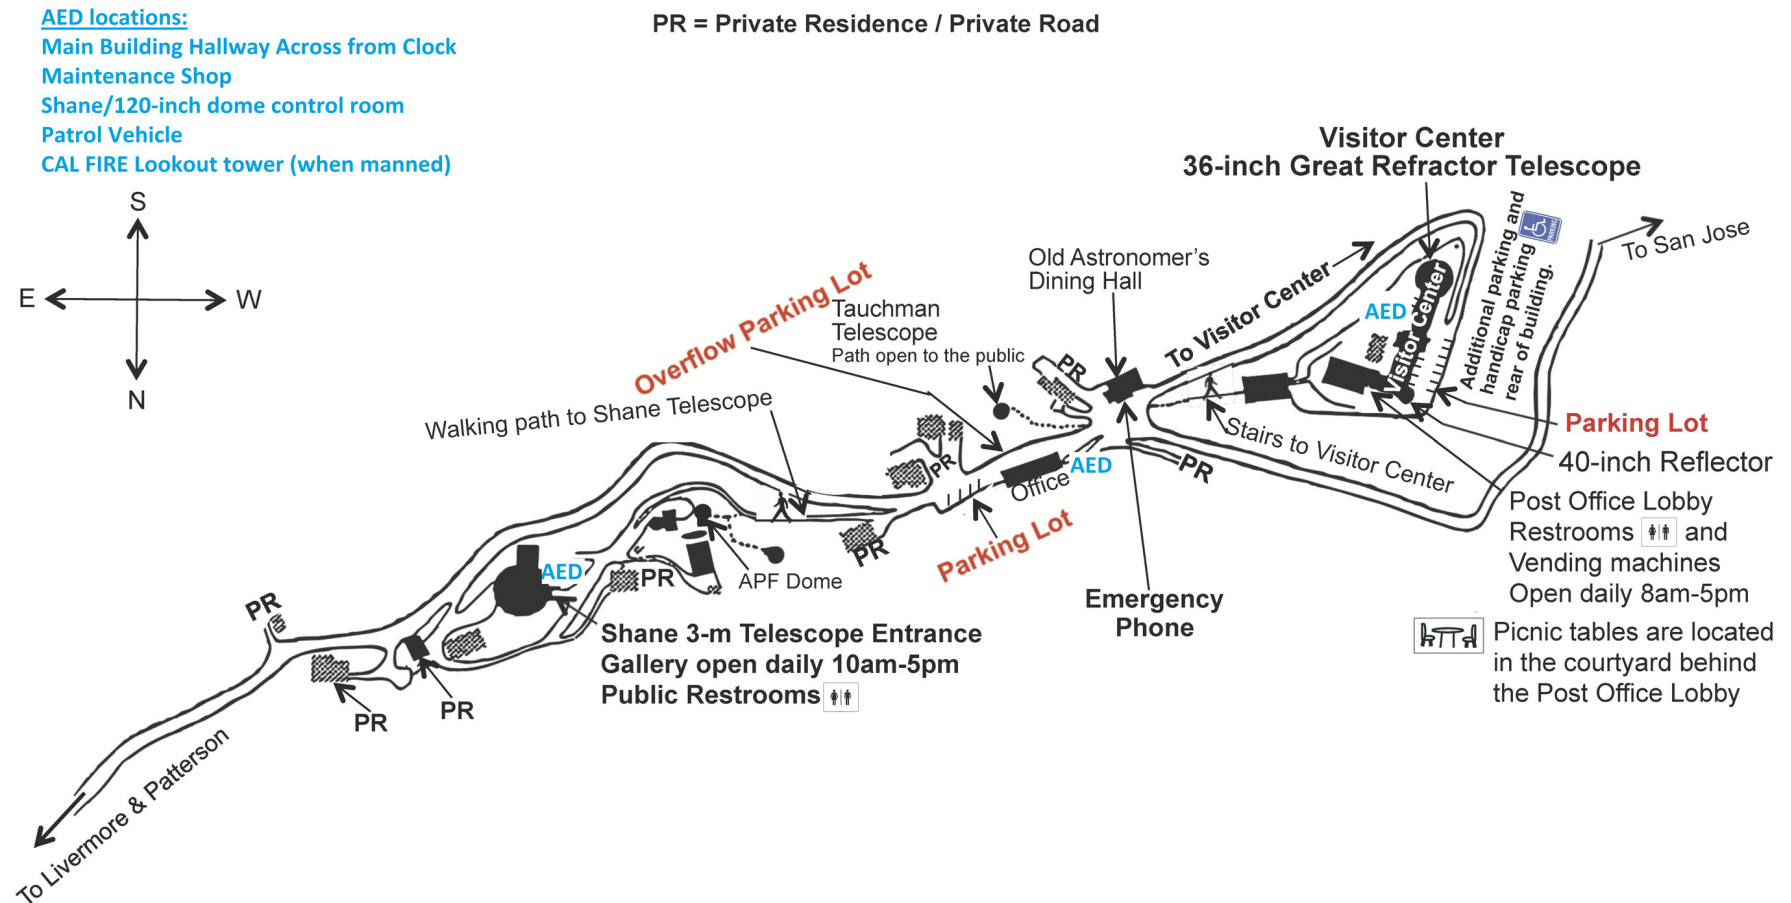 AED locations:
Main Building Hallway Across from Clock
Maintenance Shop
Shane/120-inch dome control room
Patrol Vehicle
CAL FIRE Lookout tower (when manned)
PR = Private Residence / Private Road
S
E
W
N
Visitor Center
36-inch Great Refractor Telescope
To San Jose
Additional parking and
handicap parking
rear of building.
PARKING
To Visitor Center
Visitor Center
AED
Old Astronomer's
Dining Hall
Overflow Parking Lot
Tauchman
Telescope
Path open to the public
PR
Walking path to Shane Telescope
Stairs to Visitor Center
Parking Lot
40-inch Reflector
Post Office Lobby
Restrooms and
Vending machines
Open daily 8am-5pm
Picnic tables are located
in the courtyard behind
the Post Office Lobby
PR
AED
Office
PR
Parking Lot
Emergency
Phone
PR
APF Dome
PR
AED
Shane 3-m Telescope Entrance
Gallery open daily 10am-5pm
Public Restrooms
PR
PR
PR
To Livermore & Patterson